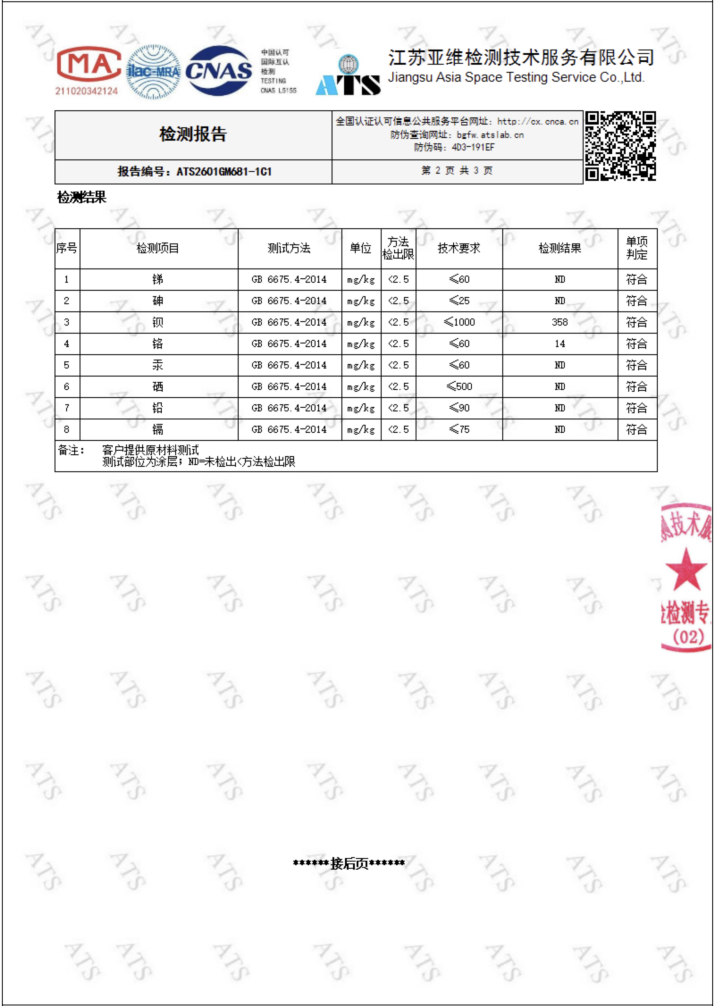 江苏亚维检测技术服务有限公司
Jiangsu Asia Space Testing Service Co.,Ltd.
MA
211020342124
ilac-MRA
CNAS
中国认可
国际互认
检测
TESTING
CNAS L5155
ATS
检测报告
全国认证认可信息公共服务平台网址: http://cx.cnca.cn
防伪查询网址: bgfw.atslab.cn
防伪码: 4D3-191EF
报告编号: ATS2601GM681-1C1
第 2 页 共 3 页
检测结果
序号 检测项目 测试方法 单位 方法检出限 技术要求 检测结果 单项判定
1 锑 GB 6675.4-2014 mg/kg <2.5 ≤60 ND 符合
2 砷 GB 6675.4-2014 mg/kg <2.5 ≤25 ND 符合
3 钡 GB 6675.4-2014 mg/kg <2.5 ≤1000 358 符合
4 铬 GB 6675.4-2014 mg/kg <2.5 ≤60 14 符合
5 汞 GB 6675.4-2014 mg/kg <2.5 ≤60 ND 符合
6 硒 GB 6675.4-2014 mg/kg <2.5 ≤500 ND 符合
7 铅 GB 6675.4-2014 mg/kg <2.5 ≤90 ND 符合
8 镉 GB 6675.4-2014 mg/kg <2.5 ≤75 ND 符合
备注: 客户提供原材料测试
测试部位为涂层; ND=未检出<方法检出限
技术
检测专
(02)
******接后页******